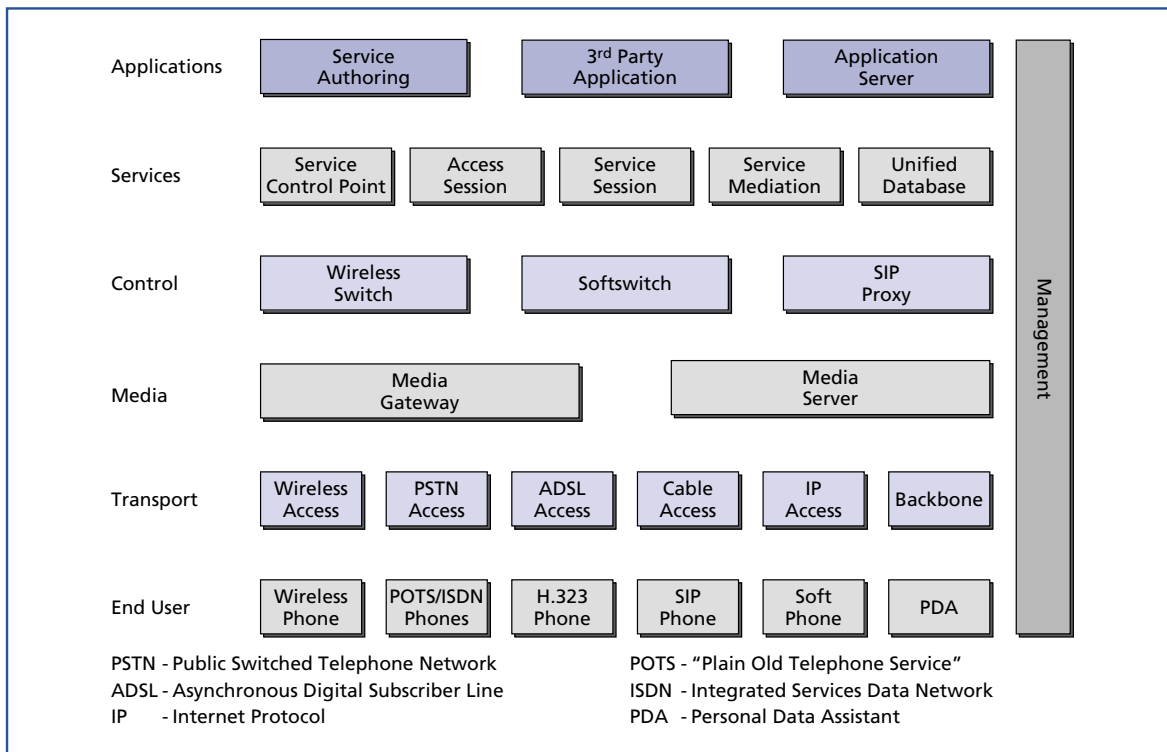 Applications
Service
Authoring
3rd Party
Application
Application
Server
Services
Service
Control Point
Access
Session
Service
Session
Service
Mediation
Unified
Database
Control
Wireless
Switch
Softswitch
SIP
Proxy
Media
Media
Gateway
Media
Server
Transport
Wireless
Access
PSTN
Access
ADSL
Access
Cable
Access
IP
Access
Backbone
End User
Wireless
Phone
POTS/ISDN
Phones
H.323
Phone
SIP
Phone
Soft
Phone
PDA
Management
PSTN - Public Switched Telephone Network
ADSL - Asynchronous Digital Subscriber Line
IP - Internet Protocol
POTS - “Plain Old Telephone Service”
ISDN - Integrated Services Data Network
PDA - Personal Data Assistant